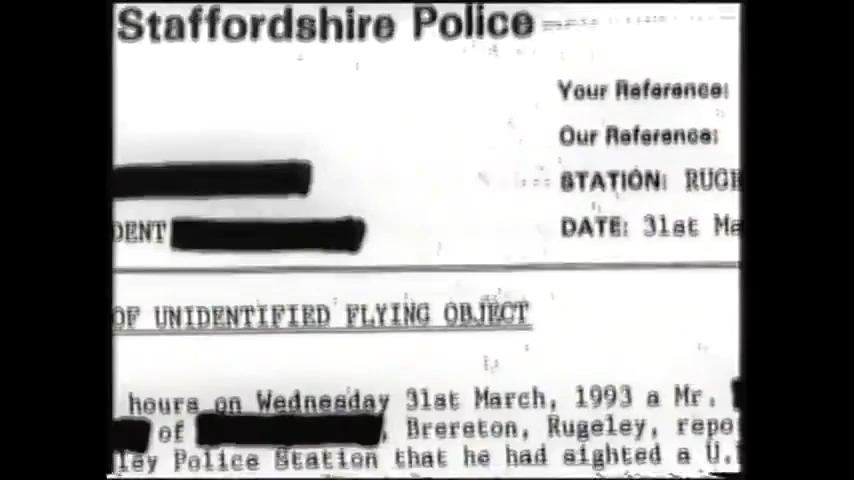 Staffordshire Police
Your Reference:
Our Reference:
STATION: RUGE
DENT
DATE: 31st Ma
OF UNIDENTIFIED FLYING OBJECT
hours on Wednesday 31st March, 1993 a Mr.
of , Brereton, Rugeley, repo
ley Police Station that he had sighted a U.